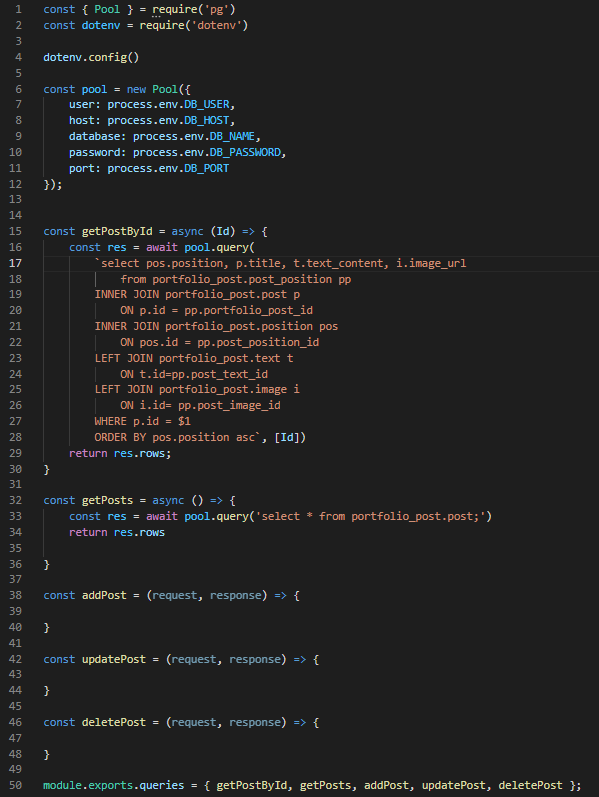 1 const { Pool } = require('pg')
2 const dotenv = require('dotenv')
3
4 dotenv.config()
5
6 const pool = new Pool({
7     user: process.env.DB_USER,
8     host: process.env.DB_HOST,
9     database: process.env.DB_NAME,
10     password: process.env.DB_PASSWORD,
11     port: process.env.DB_PORT
12 });
13
14
15 const getPostById = async (Id) => {
16     const res = await pool.query(
17         `select pos.position, p.title, t.text_content, i.image_url
18             from portfolio_post.post_position pp
19         INNER JOIN portfolio_post.post p
20             ON p.id = pp.portfolio_post_id
21         INNER JOIN portfolio_post.position pos
22             ON pos.id = pp.post_position_id
23         LEFT JOIN portfolio_post.text t
24             ON t.id=pp.post_text_id
25         LEFT JOIN portfolio_post.image i
26             ON i.id= pp.post_image_id
27         WHERE p.id = $1
28         ORDER BY pos.position asc`, [Id])
29     return res.rows;
30 }
31
32 const getPosts = async () => {
33     const res = await pool.query('select * from portfolio_post.post;')
34     return res.rows
35
36 }
37
38 const addPost = (request, response) => {
39
40 }
41
42 const updatePost = (request, response) => {
43
44 }
45
46 const deletePost = (request, response) => {
47
48 }
49
50 module.exports.queries = { getPostById, getPosts, addPost, updatePost, deletePost };